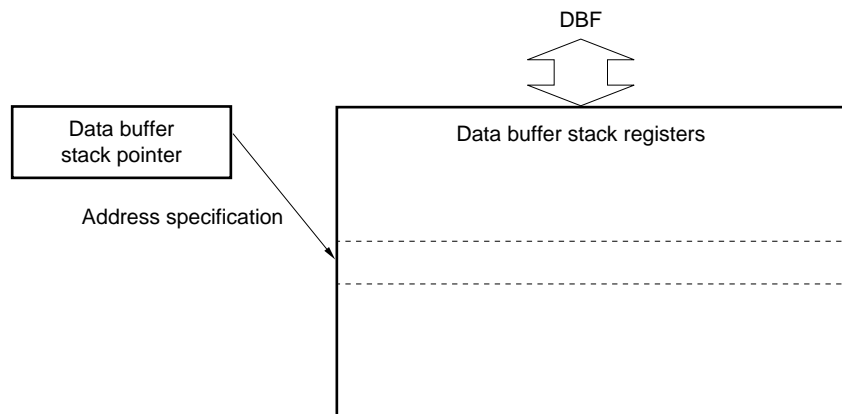 DBF
Data buffer
stack pointer
Data buffer stack registers
Address specification